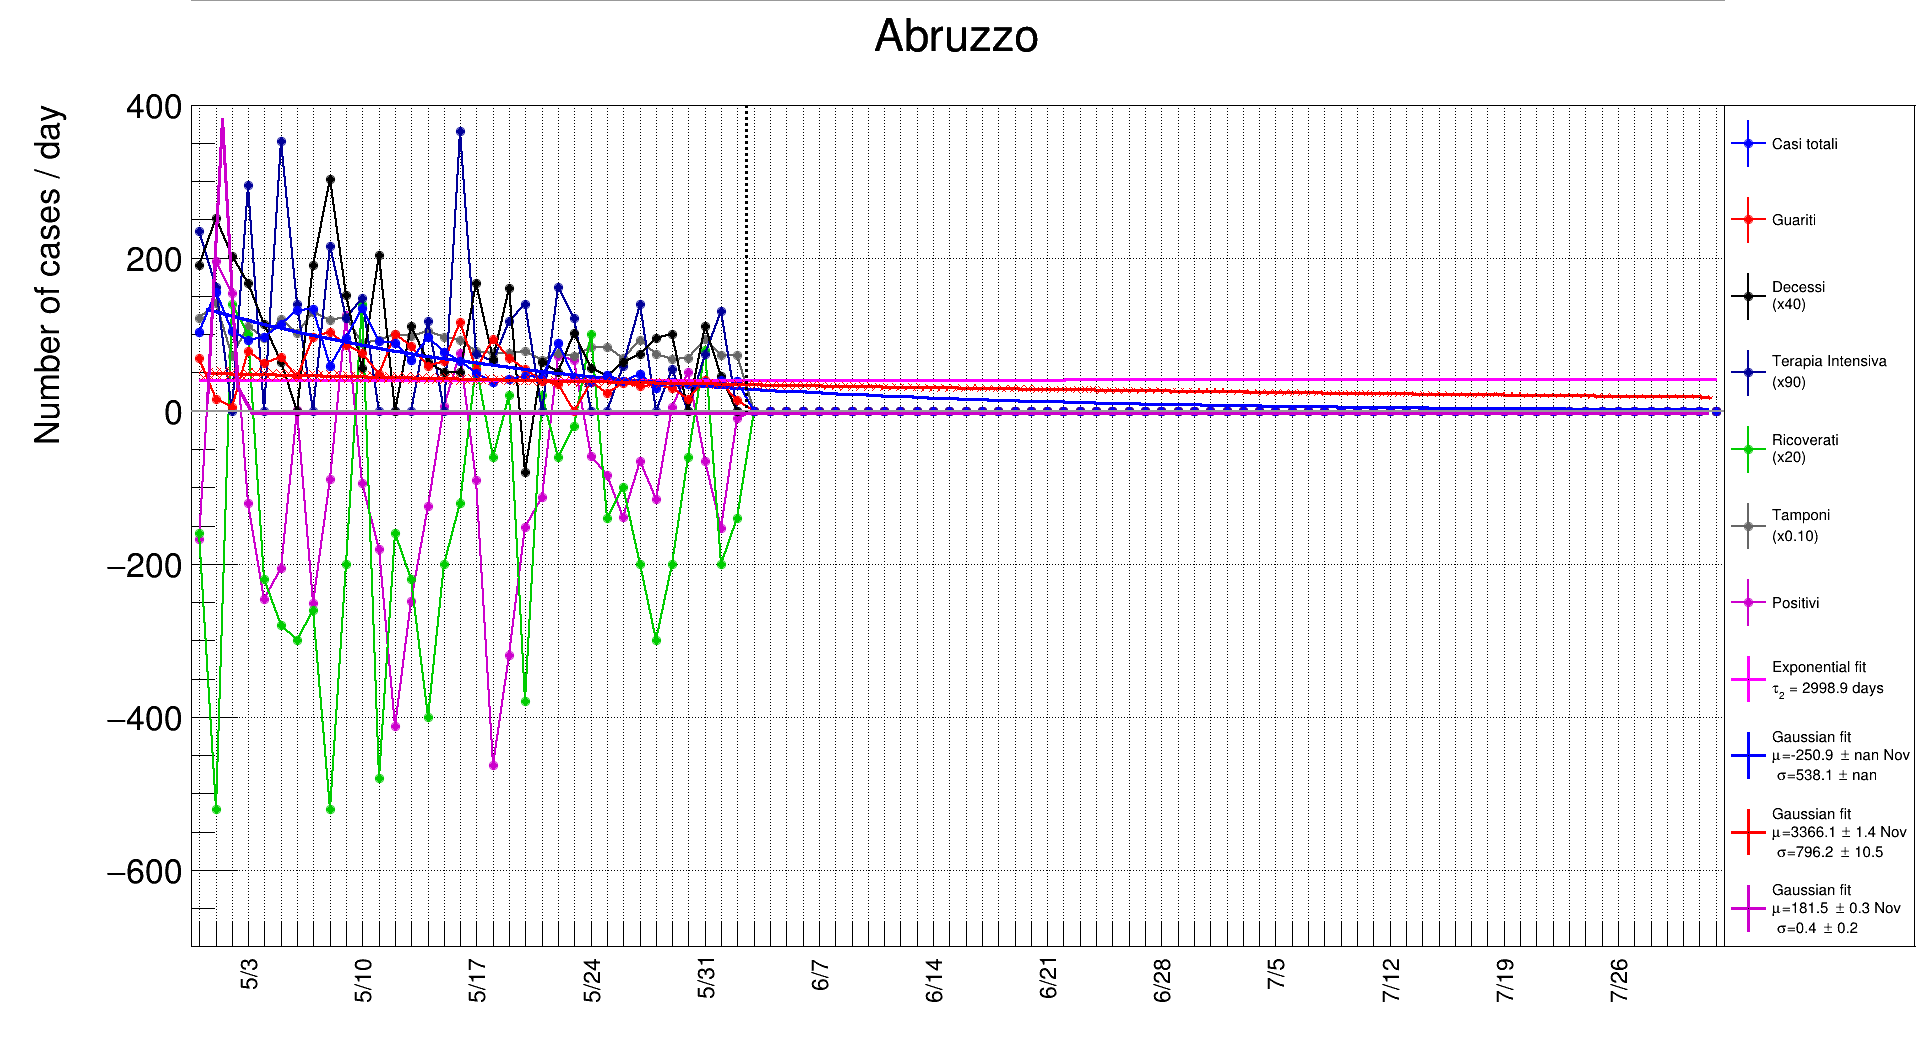 Abruzzo
Number of cases / day
400
200
0
−200
−400
−600
5/3
5/10
5/17
5/24
5/31
6/7
6/14
6/21
6/28
7/5
7/12
7/19
7/26
Casi totali
Guariti
Decessi
(x40)
Terapia Intensiva
(x90)
Ricoverati
(x20)
Tamponi
(x0.10)
Positivi
Exponential fit
τ2 = 2998.9 days
Gaussian fit
μ=-250.9 ± nan Nov
σ=538.1 ± nan
Gaussian fit
μ=3366.1 ± 1.4 Nov
σ=796.2 ± 10.5
Gaussian fit
μ=181.5 ± 0.3 Nov
σ=0.4 ± 0.2